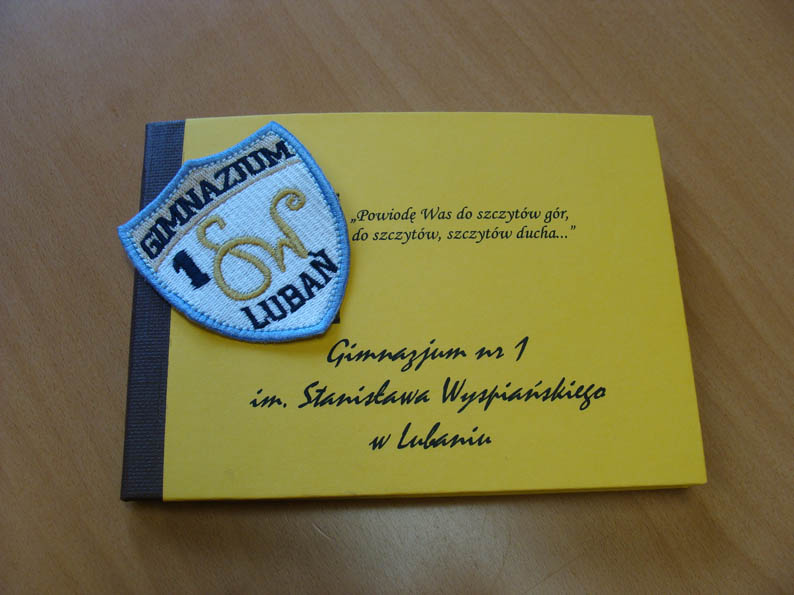 GIMNAZJUM
1 SW
LUBAŃ
„Powiodę Was do szczytów gór,
do szczytów, szczytów ducha...”
Gimnazjum nr 1
im. Stanisława Wyspiańskiego
w Lubaniu